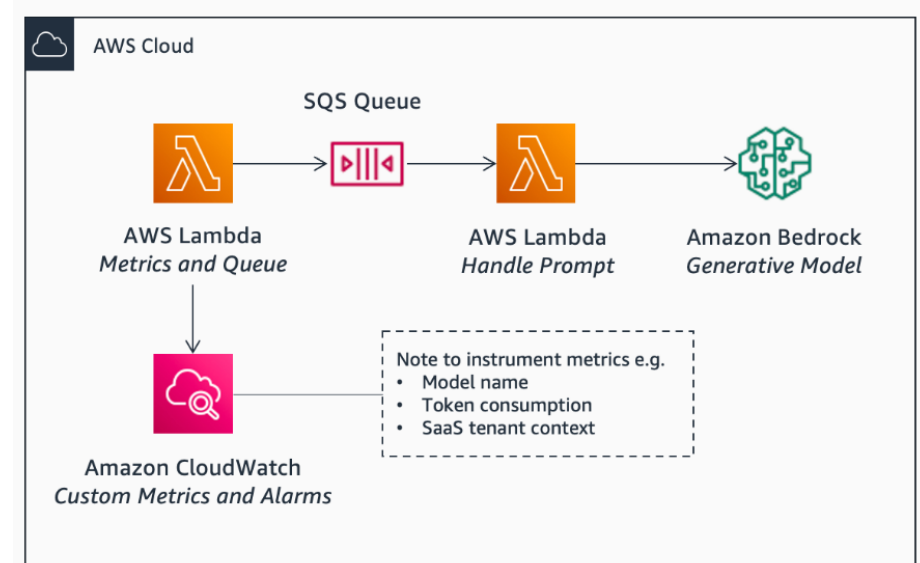 AWS Cloud
SQS Queue
AWS Lambda
Metrics and Queue
AWS Lambda
Handle Prompt
Amazon Bedrock
Generative Model
Note to instrument metrics e.g.
• Model name
• Token consumption
• SaaS tenant context
Amazon CloudWatch
Custom Metrics and Alarms